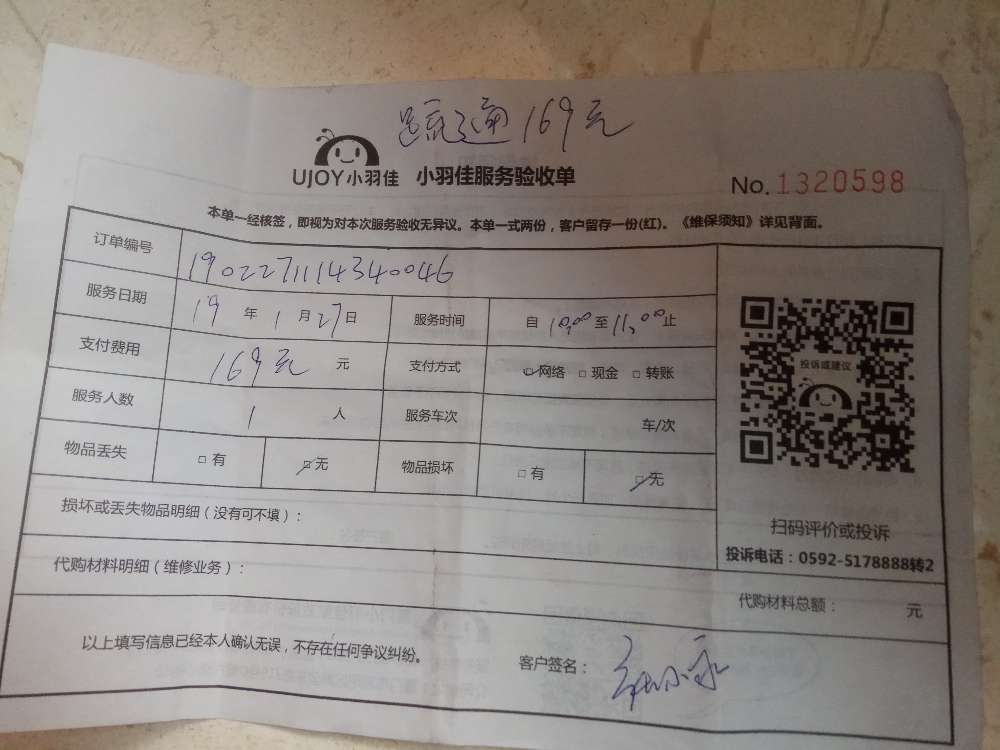 疏通169元
UJOY小羽佳 小羽佳服务验收单
No. 1320598
本单一经核签，即视为对本次服务验收无异议。本单一式两份，客户留存一份(红)。《维保须知》详见背面。
订单编号 190227111434 0046
服务日期 19 年 1 月 27 日 服务时间 自 10:00 至 11:00 止
支付费用 169元 元 支付方式 □网络 □现金 □转账
服务人数 1 人 服务车次 车/次
物品丢失 □有 □无 物品损坏 □有 □无
投诉或建议
扫码评价或投诉
投诉电话：0592-5178888转2
损坏或丢失物品明细（没有可不填）：
代购材料明细（维修业务）：
代购材料总额： 元
以上填写信息已经本人确认无误，不存在任何争议纠纷。
客户签名：